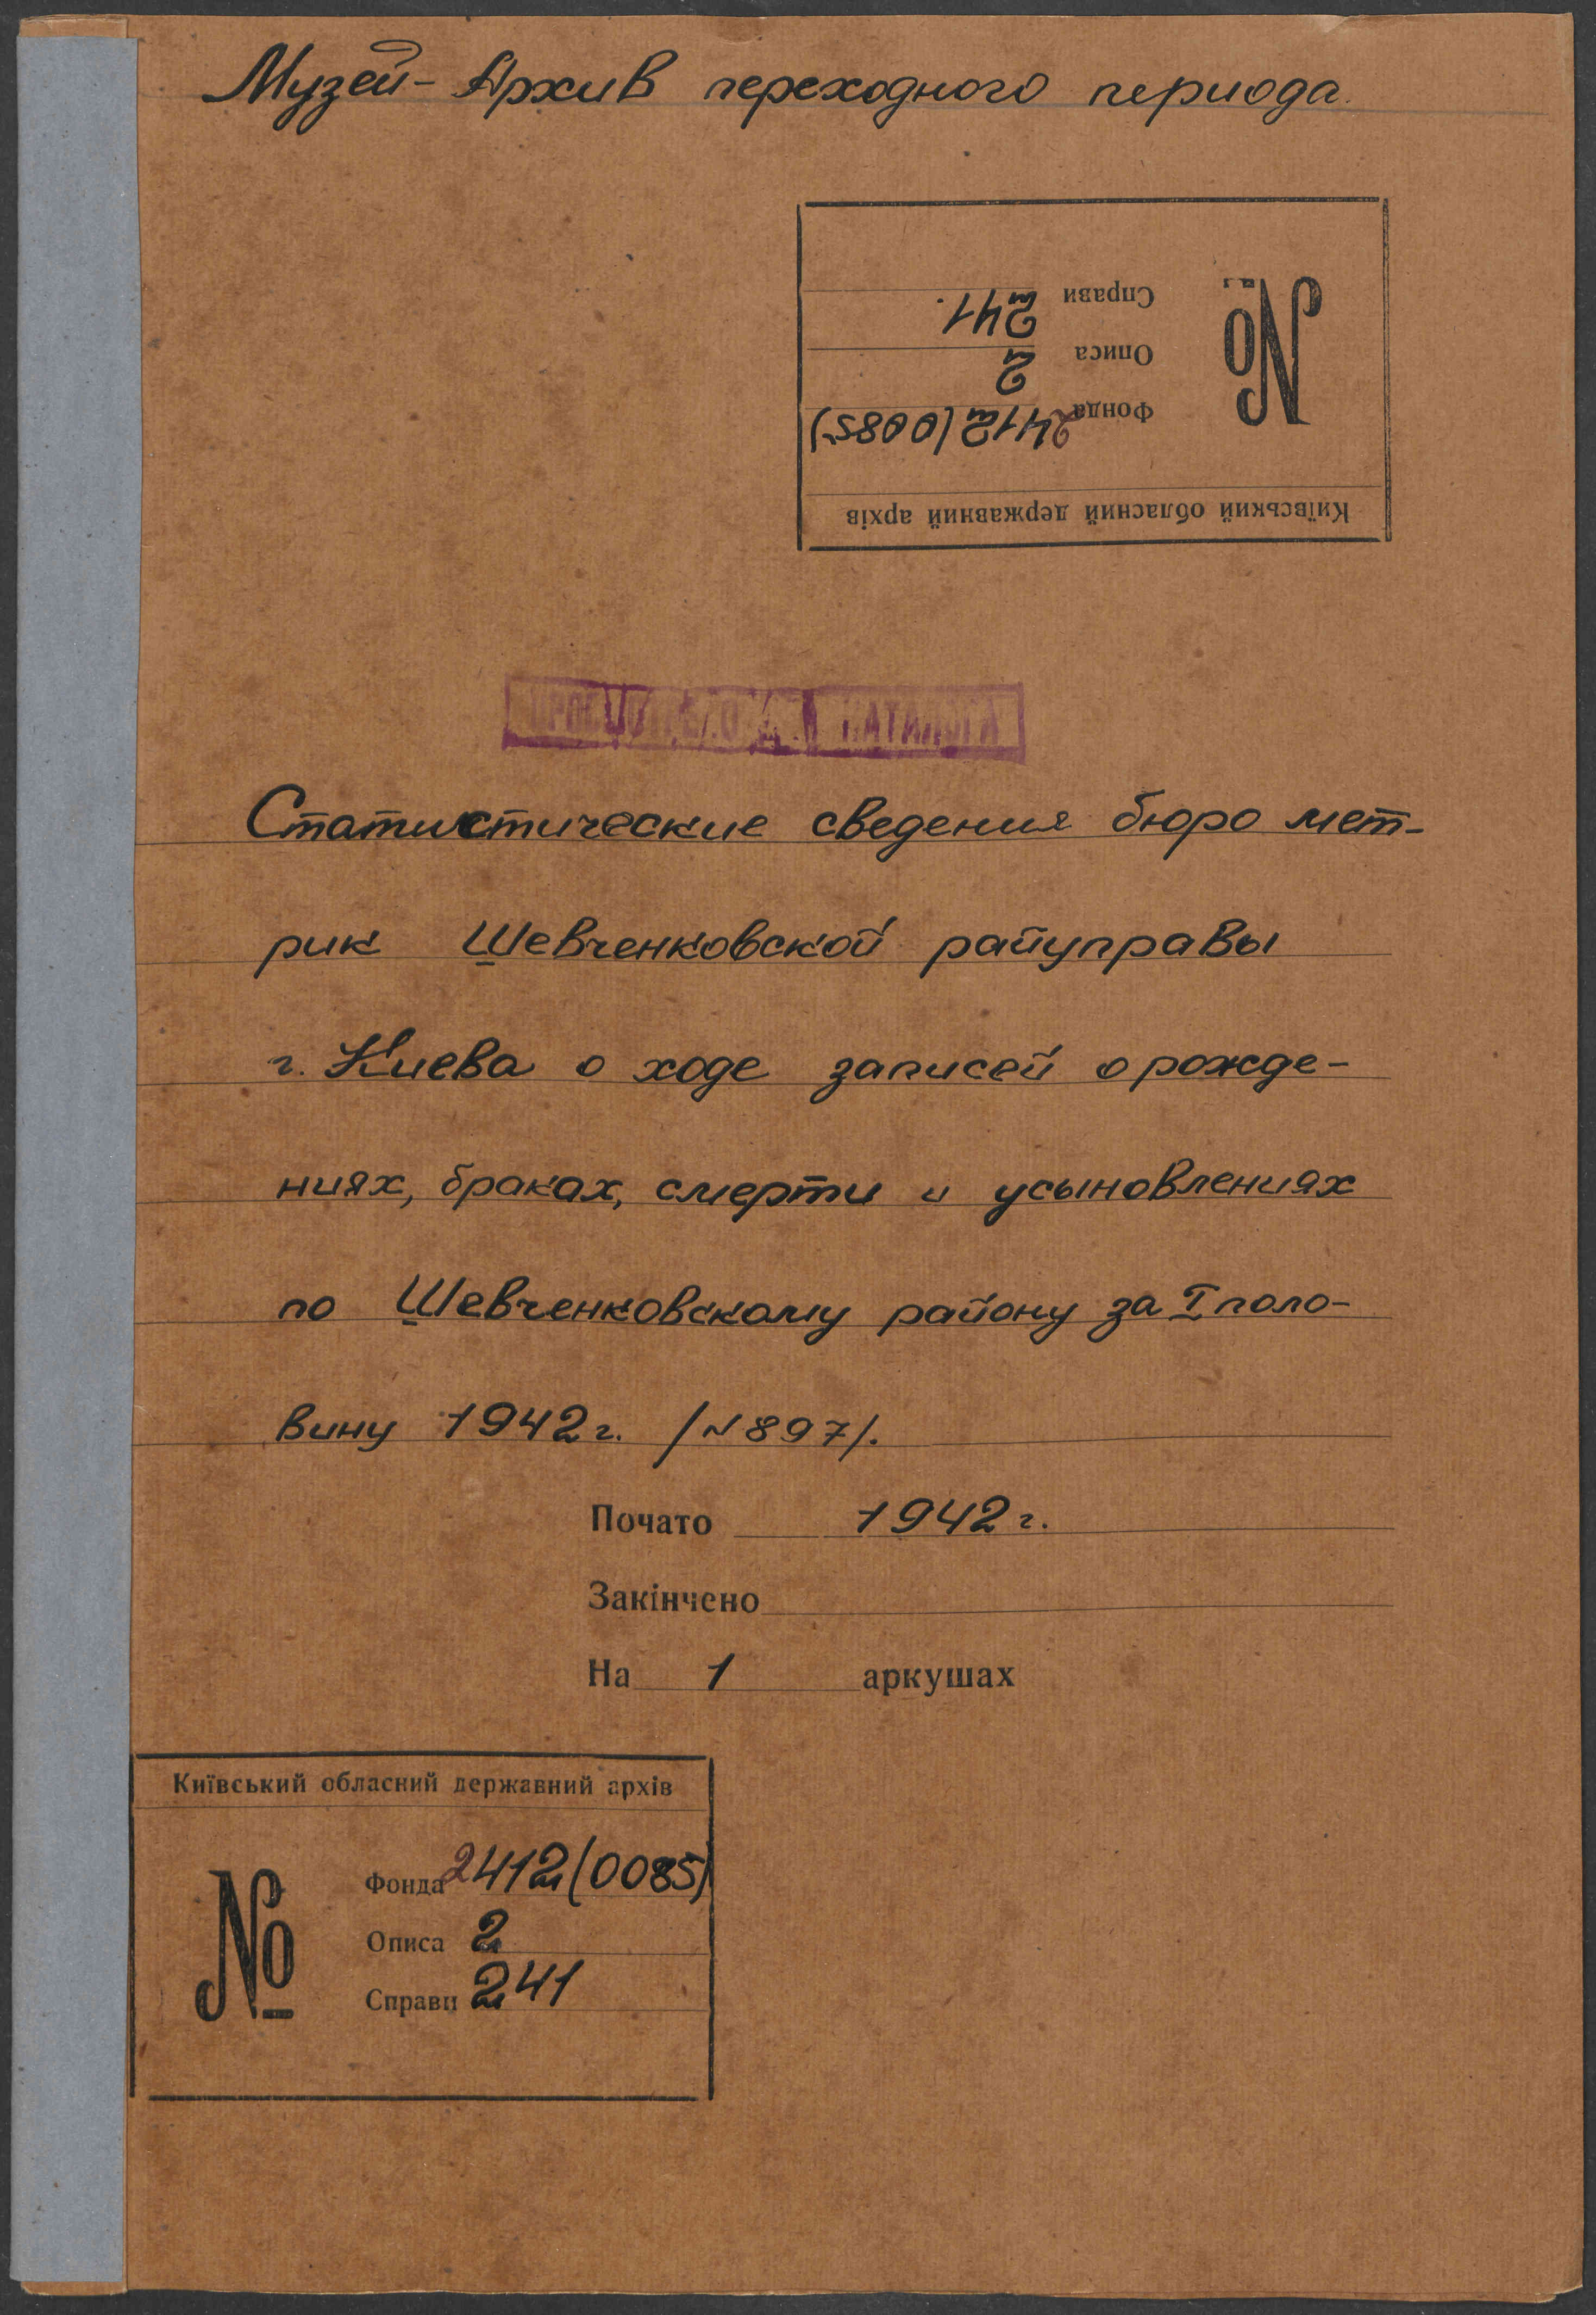 Музей-Архив переходного периода.
Київський обласний державний архів
№
Фонда 2412(0085)
Описа 2
Справи 241.
КАТАЛОГА
Статистические сведения бюро мет-
рик Шевченковской райуправы
г. Киева о ходе записей о рожде-
ниях, браках, смерти и усыновлениях
по Шевченковскому району за I поло-
вину 1942 г. /N 897/.
Почато 1942 г.
Закінчено
На 1 аркушах
Київський обласний державний архів
№
Фонда 2412(0085)
Описа 2
Справи 241